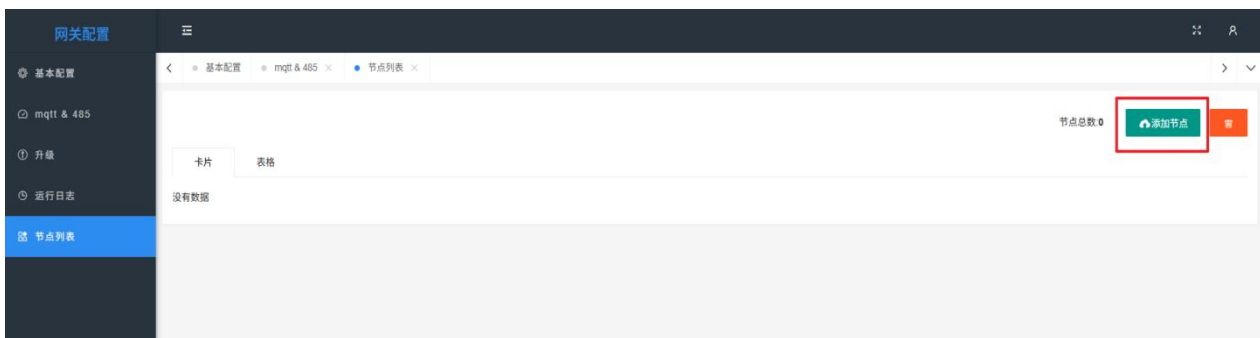 网关配置
基本配置
mqtt & 485
升级
运行日志
节点列表
基本配置 mqtt & 485 节点列表
节点总数:0 添加节点
卡片 表格
没有数据